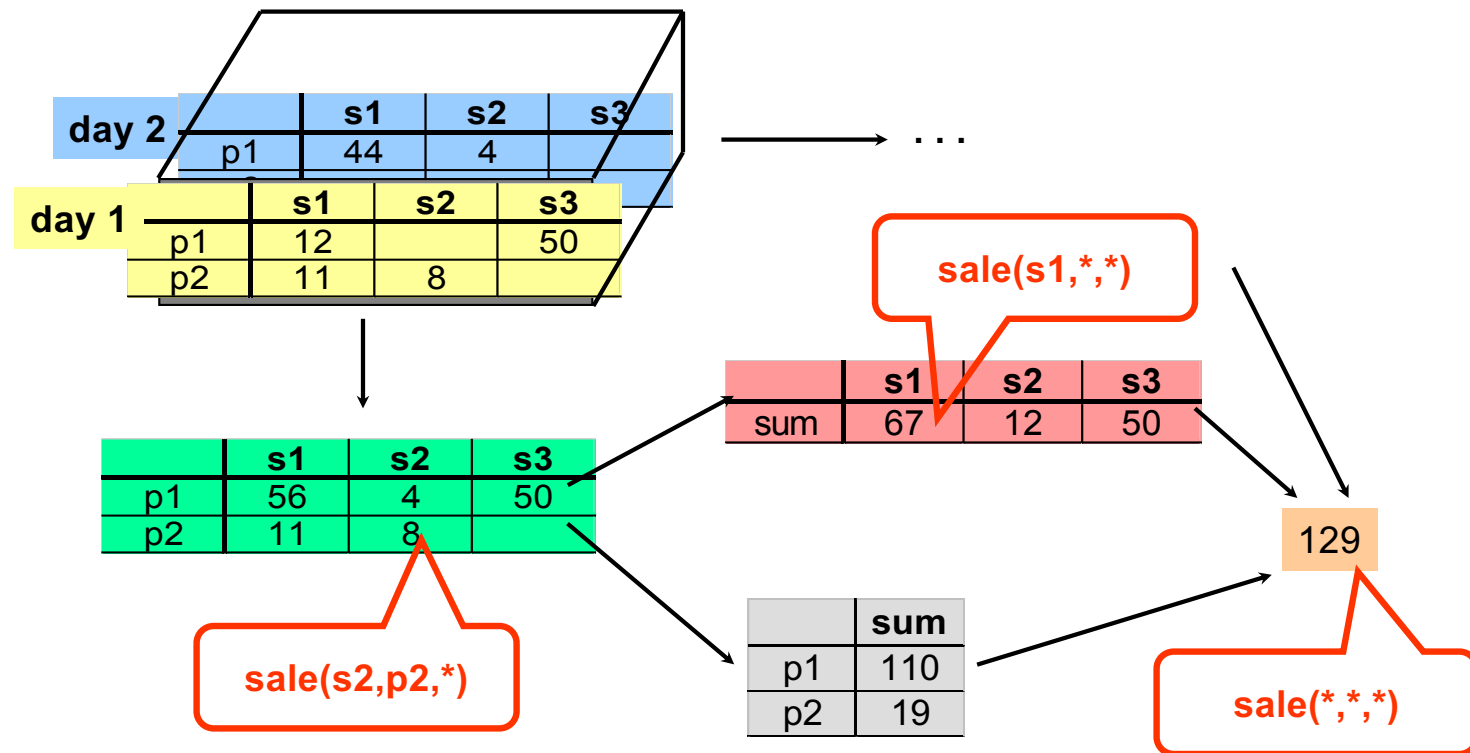 day 2
s1 s2 s3
p1 44 4
. . .
day 1
s1 s2 s3
p1 12 50
p2 11 8
sale(s1,*,*)
s1 s2 s3
sum 67 12 50
s1 s2 s3
p1 56 4 50
p2 11 8
129
sale(s2,p2,*)
sum
p1 110
p2 19
sale(*,*,*)